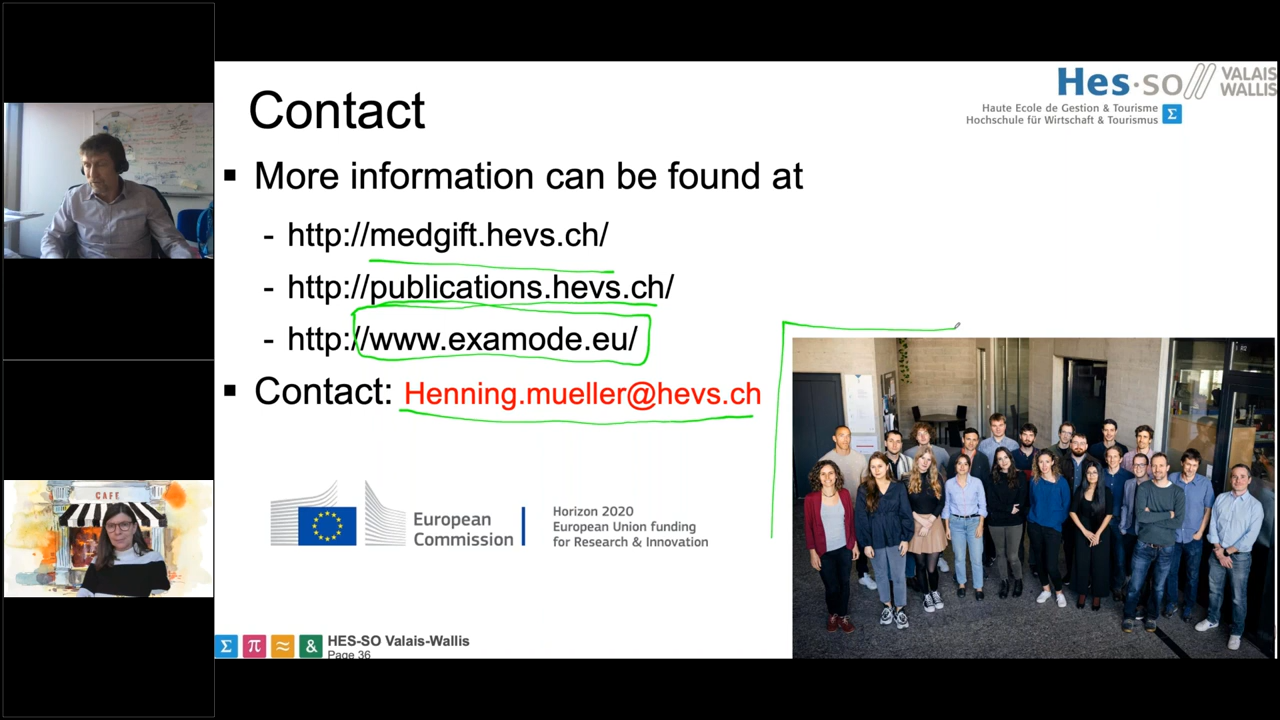 Contact
Hes·so VALAIS
WALLIS
Haute Ecole de Gestion & Tourisme
Hochschule für Wirtschaft & Tourismus
Σ
▪ More information can be found at
- http://medgift.hevs.ch/
- http://publications.hevs.ch/
- http://www.examode.eu/
▪ Contact: Henning.mueller@hevs.ch
European
Commission
Horizon 2020
European Union funding
for Research & Innovation
CAFE
Σ π ≈ & HES-SO Valais-Wallis
Page 36